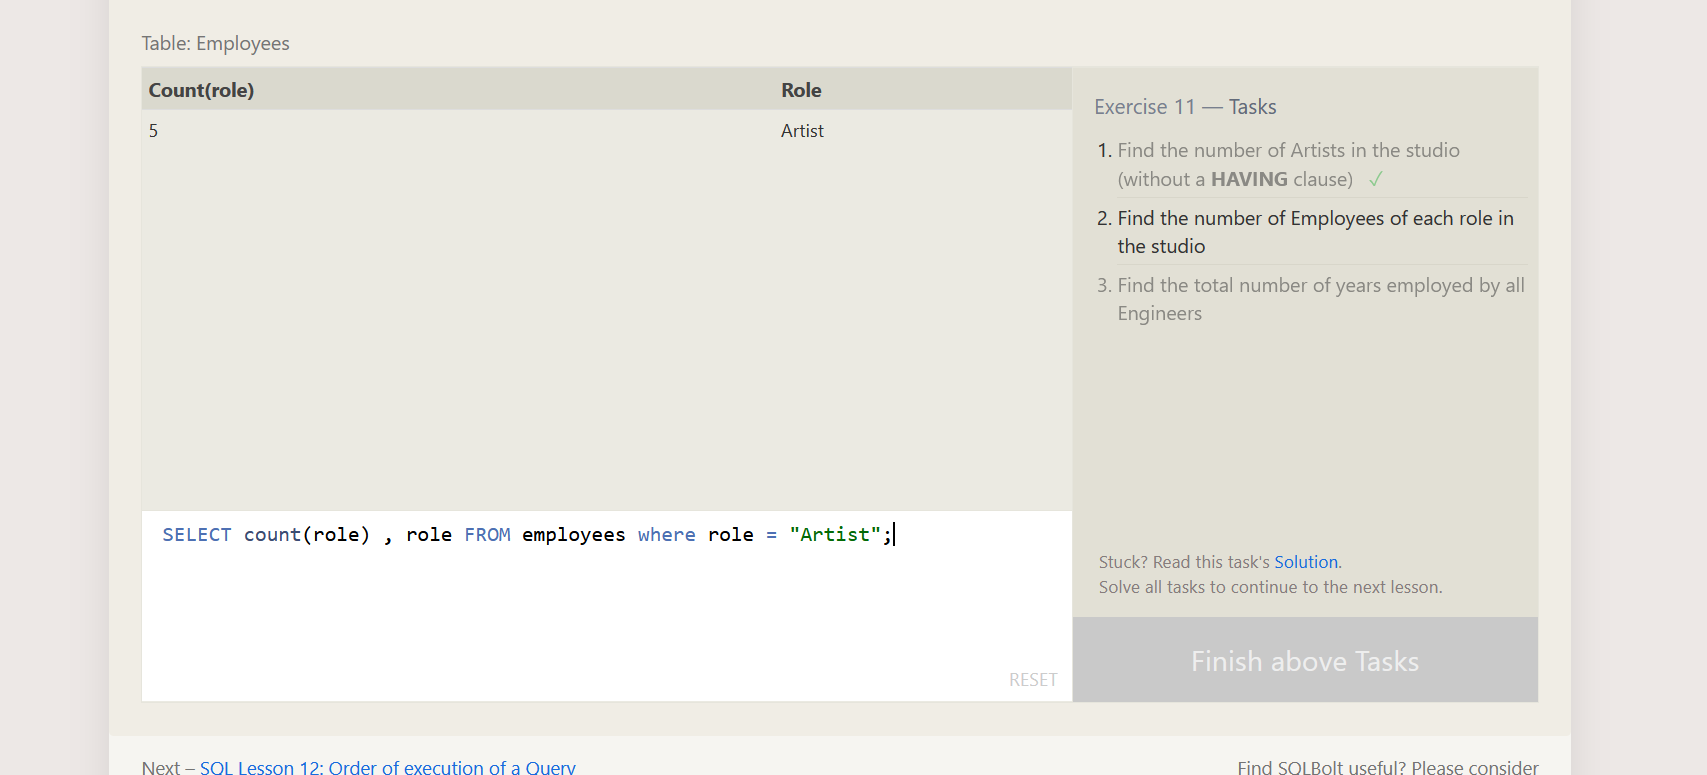 Table: Employees
Count(role) Role
5 Artist
Exercise 11 — Tasks
1. Find the number of Artists in the studio
(without a HAVING clause) ✓
2. Find the number of Employees of each role in
the studio
3. Find the total number of years employed by all
Engineers
SELECT count(role) , role FROM employees where role = "Artist";
RESET
Stuck? Read this task's Solution.
Solve all tasks to continue to the next lesson.
Finish above Tasks
Next – SQL Lesson 12: Order of execution of a Query
Find SQLBolt useful? Please consider